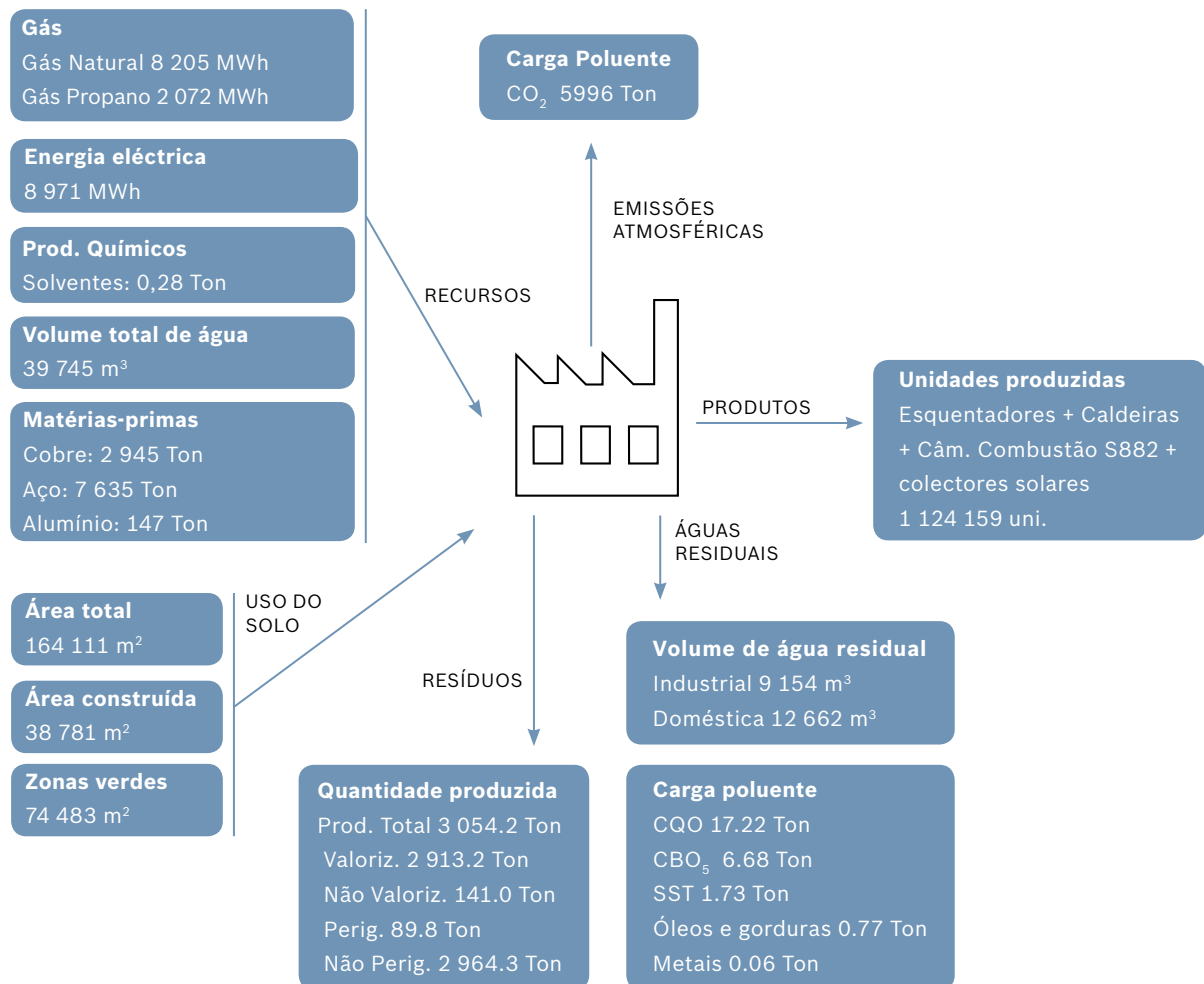 Gás
Gás Natural 8 205 MWh
Gás Propano 2 072 MWh
Energia eléctrica
8 971 MWh
Prod. Químicos
Solventes: 0,28 Ton
Volume total de água
39 745 m³
Matérias-primas
Cobre: 2 945 Ton
Aço: 7 635 Ton
Alumínio: 147 Ton
RECURSOS
Carga Poluente
CO₂ 5996 Ton
EMISSÕES
ATMOSFÉRICAS
PRODUTOS
Unidades produzidas
Esquentadores + Caldeiras
+ Câm. Combustão S882 +
colectores solares
1 124 159 uni.
Área total
164 111 m²
Área construída
38 781 m²
Zonas verdes
74 483 m²
USO DO
SOLO
RESÍDUOS
Quantidade produzida
Prod. Total 3 054.2 Ton
Valoriz. 2 913.2 Ton
Não Valoriz. 141.0 Ton
Perig. 89.8 Ton
Não Perig. 2 964.3 Ton
ÁGUAS
RESIDUAIS
Volume de água residual
Industrial 9 154 m³
Doméstica 12 662 m³
Carga poluente
CQO 17.22 Ton
CBO₅ 6.68 Ton
SST 1.73 Ton
Óleos e gorduras 0.77 Ton
Metais 0.06 Ton